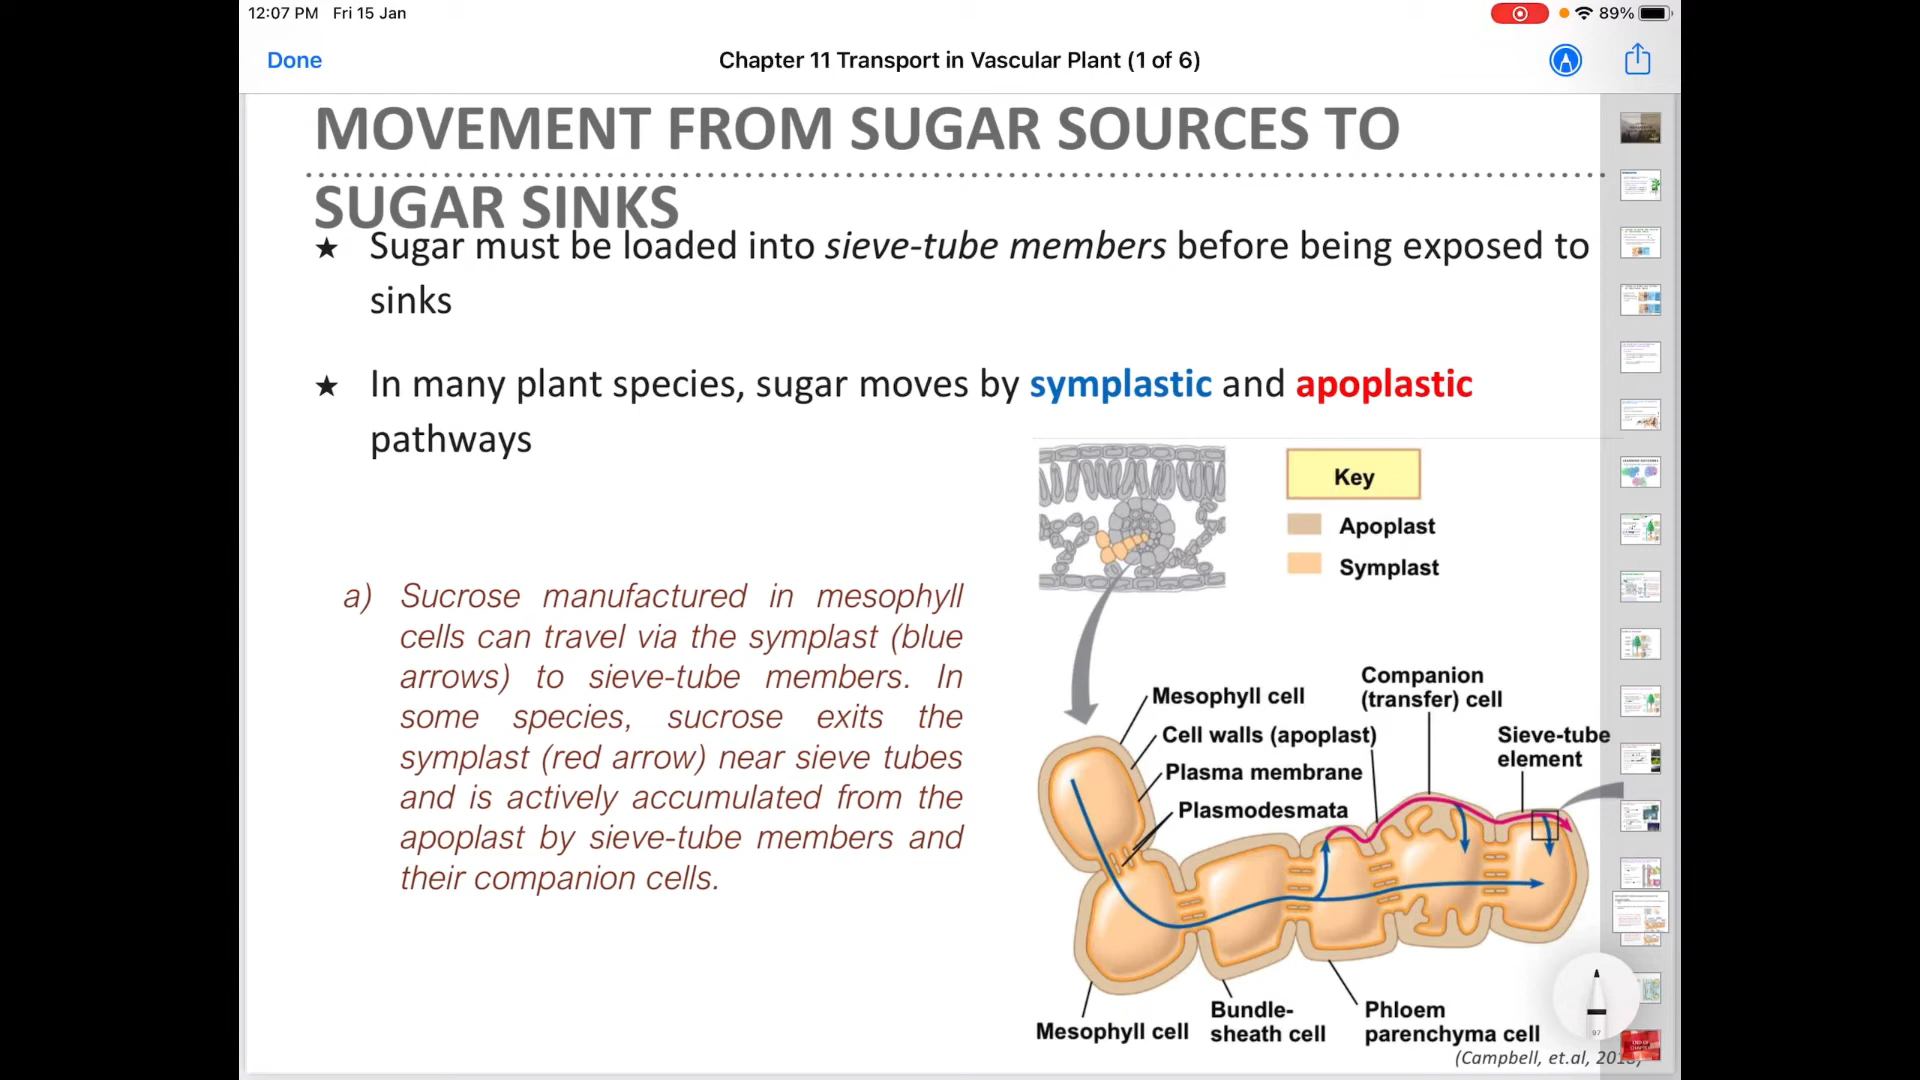 12:07 PM Fri 15 Jan
89%
Done
Chapter 11 Transport in Vascular Plant (1 of 6)
MOVEMENT FROM SUGAR SOURCES TO
SUGAR SINKS
★ Sugar must be loaded into sieve-tube members before being exposed to
sinks
★ In many plant species, sugar moves by symplastic and apoplastic
pathways
a) Sucrose manufactured in mesophyll
cells can travel via the symplast (blue
arrows) to sieve-tube members. In
some species, sucrose exits the
symplast (red arrow) near sieve tubes
and is actively accumulated from the
apoplast by sieve-tube members and
their companion cells.
Key
Apoplast
Symplast
Mesophyll cell
Cell walls (apoplast)
Plasma membrane
Plasmodesmata
Companion
(transfer) cell
Sieve-tube
element
Mesophyll cell
Bundle-
sheath cell
Phloem
parenchyma cell
(Campbell, et.al,
97